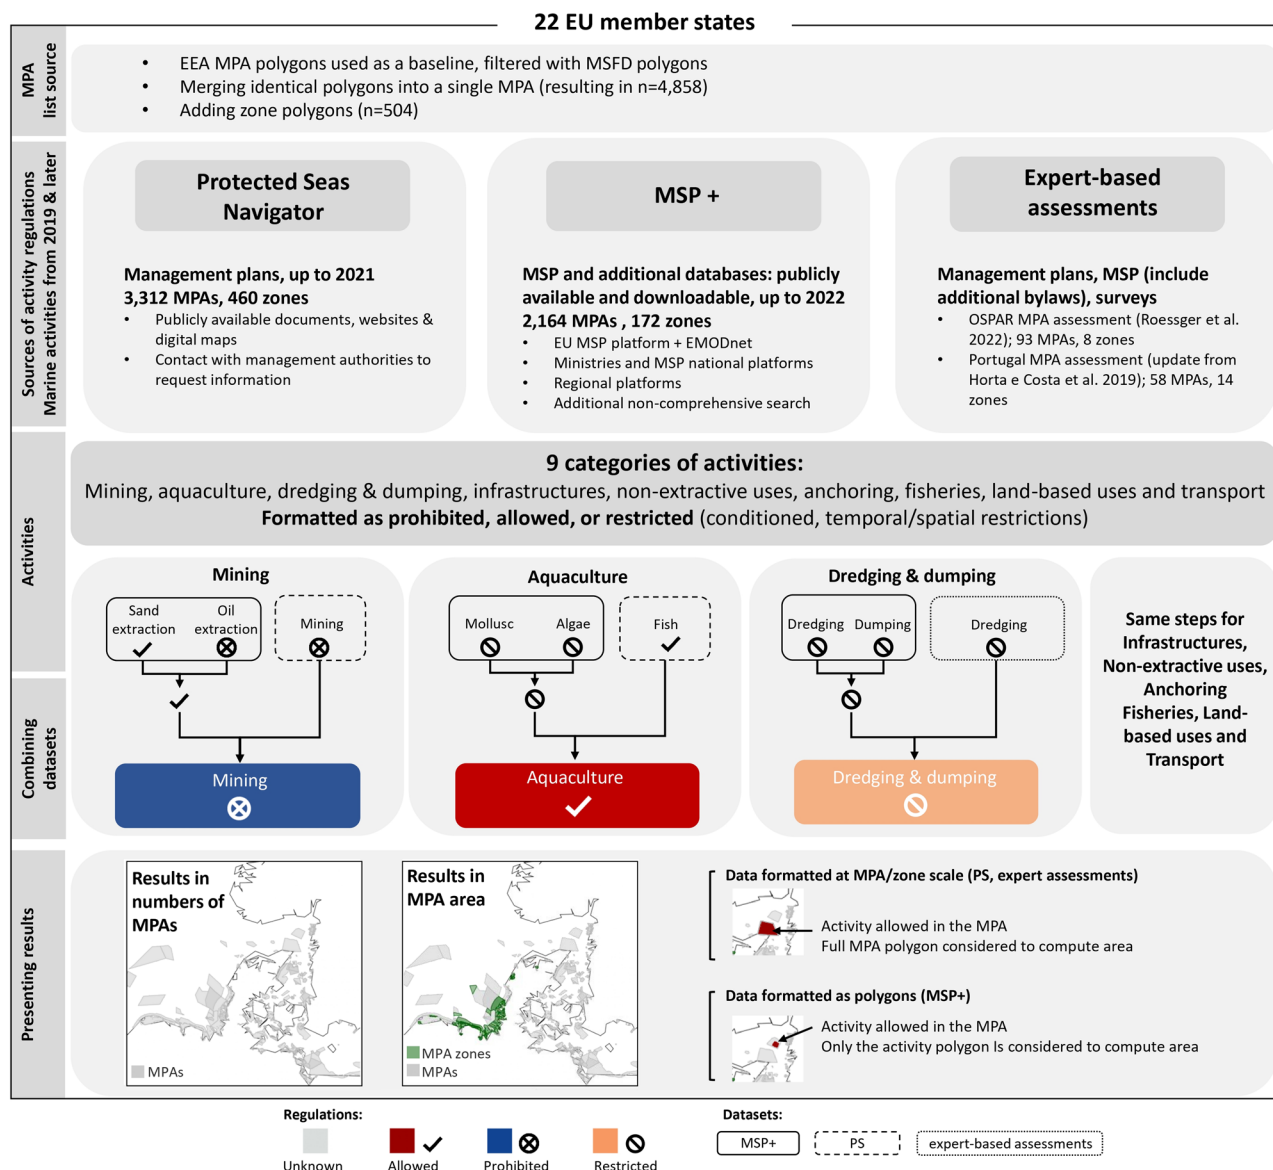 22 EU member states
MPA
list source
• EEA MPA polygons used as a baseline, filtered with MSFD polygons
• Merging identical polygons into a single MPA (resulting in n=4,858)
• Adding zone polygons (n=504)
Sources of activity regulations
Marine activities from 2019 & later
Protected Seas
Navigator
Management plans, up to 2021
3,312 MPAs, 460 zones
• Publicly available documents, websites &
digital maps
• Contact with management authorities to
request information
MSP +
MSP and additional databases: publicly
available and downloadable, up to 2022
2,164 MPAs , 172 zones
• EU MSP platform + EMODnet
• Ministries and MSP national platforms
• Regional platforms
• Additional non-comprehensive search
Expert-based
assessments
Management plans, MSP (include
additional bylaws), surveys
• OSPAR MPA assessment (Roessger et al.
2022); 93 MPAs, 8 zones
• Portugal MPA assessment (update from
Horta e Costa et al. 2019); 58 MPAs, 14
zones
Activities
9 categories of activities:
Mining, aquaculture, dredging & dumping, infrastructures, non-extractive uses, anchoring, fisheries, land-based uses and transport
Formatted as prohibited, allowed, or restricted (conditioned, temporal/spatial restrictions)
Combining
datasets
Mining
Sand
extraction
Oil
extraction
Mining
Mining
Aquaculture
Mollusc
Algae
Fish
Aquaculture
Dredging & dumping
Dredging
Dumping
Dredging
Dredging & dumping
Same steps for
Infrastructures,
Non-extractive uses,
Anchoring
Fisheries, Land-
based uses and
Transport
Presenting results
Results in
numbers of
MPAs
MPAs
Results in
MPA area
MPA zones
MPAs
Data formatted at MPA/zone scale (PS, expert assessments)
Activity allowed in the MPA
Full MPA polygon considered to compute area
Data formatted as polygons (MSP+)
Activity allowed in the MPA
Only the activity polygon Is considered to compute area
Regulations:
Unknown
Allowed
Prohibited
Restricted
Datasets:
MSP+
PS
expert-based assessments